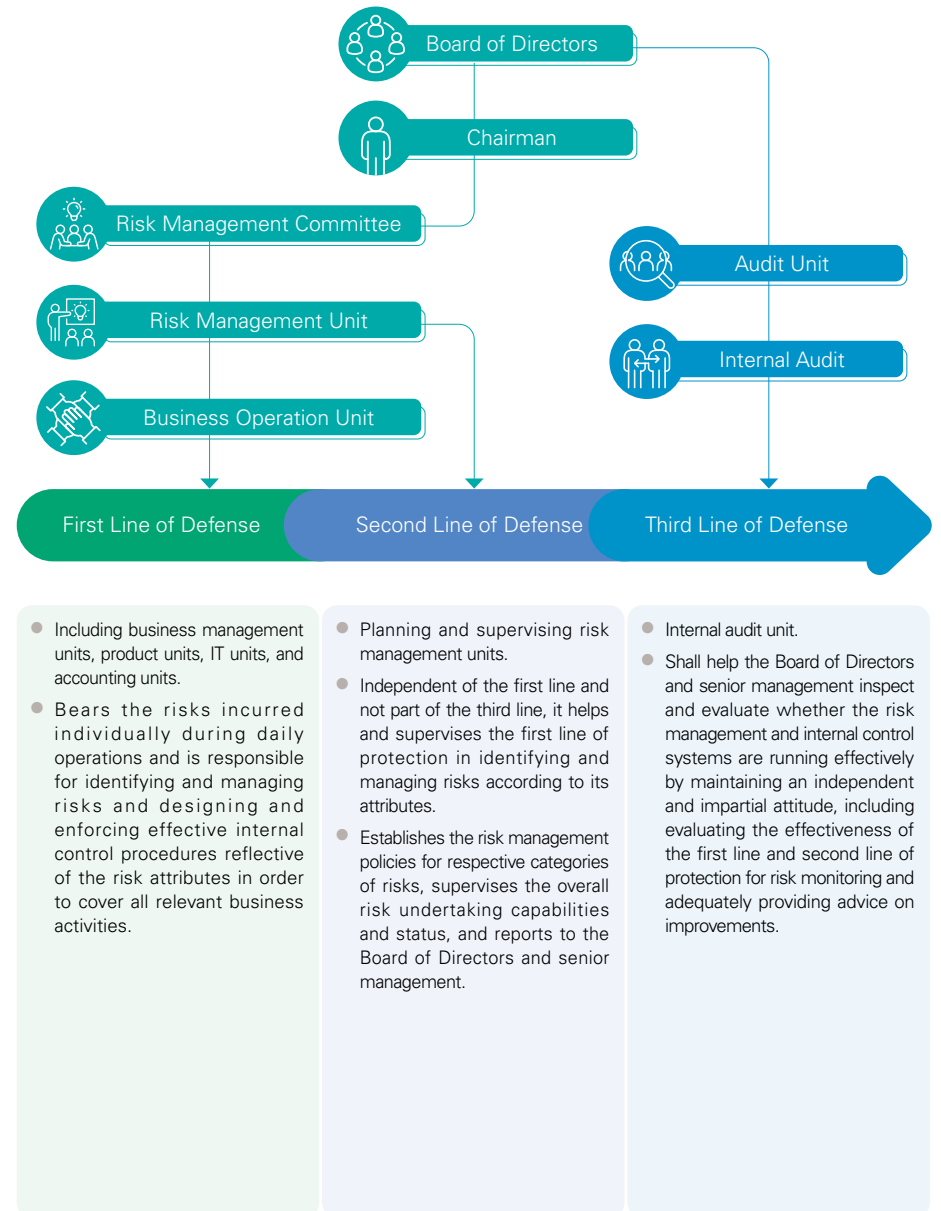 Board of Directors
Chairman
Risk Management Committee
Audit Unit
Risk Management Unit
Internal Audit
Business Operation Unit
First Line of Defense
Second Line of Defense
Third Line of Defense
Including business management
units, product units, IT units, and
accounting units.
Bears the risks incurred
individually during daily
operations and is responsible
for identifying and managing
risks and designing and
enforcing effective internal
control procedures reflective
of the risk attributes in order
to cover all relevant business
activities.
Planning and supervising risk
management units.
Independent of the first line and
not part of the third line, it helps
and supervises the first line of
protection in identifying and
managing risks according to its
attributes.
Establishes the risk management
policies for respective categories
of risks, supervises the overall
risk undertaking capabilities
and status, and reports to the
Board of Directors and senior
management.
Internal audit unit.
Shall help the Board of Directors
and senior management inspect
and evaluate whether the risk
management and internal control
systems are running effectively
by maintaining an independent
and impartial attitude, including
evaluating the effectiveness of
the first line and second line of
protection for risk monitoring and
adequately providing advice on
improvements.